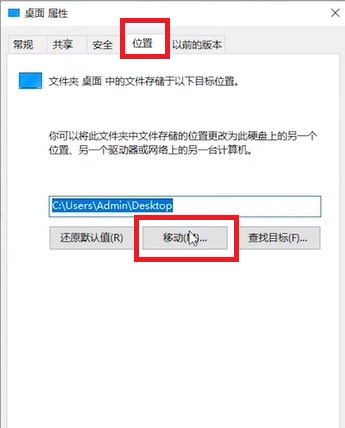 桌面 属性
常规 共享 安全 位置 以前的版本
文件夹 桌面 中的文件存储于以下目标位置。
你可以将此文件夹中文件存储的位置更改为此硬盘上的另一个
位置、另一个驱动器或网络上的另一台计算机。
C:\Users\Admin\Desktop
还原默认值(R) 移动(M)... 查找目标(F)...